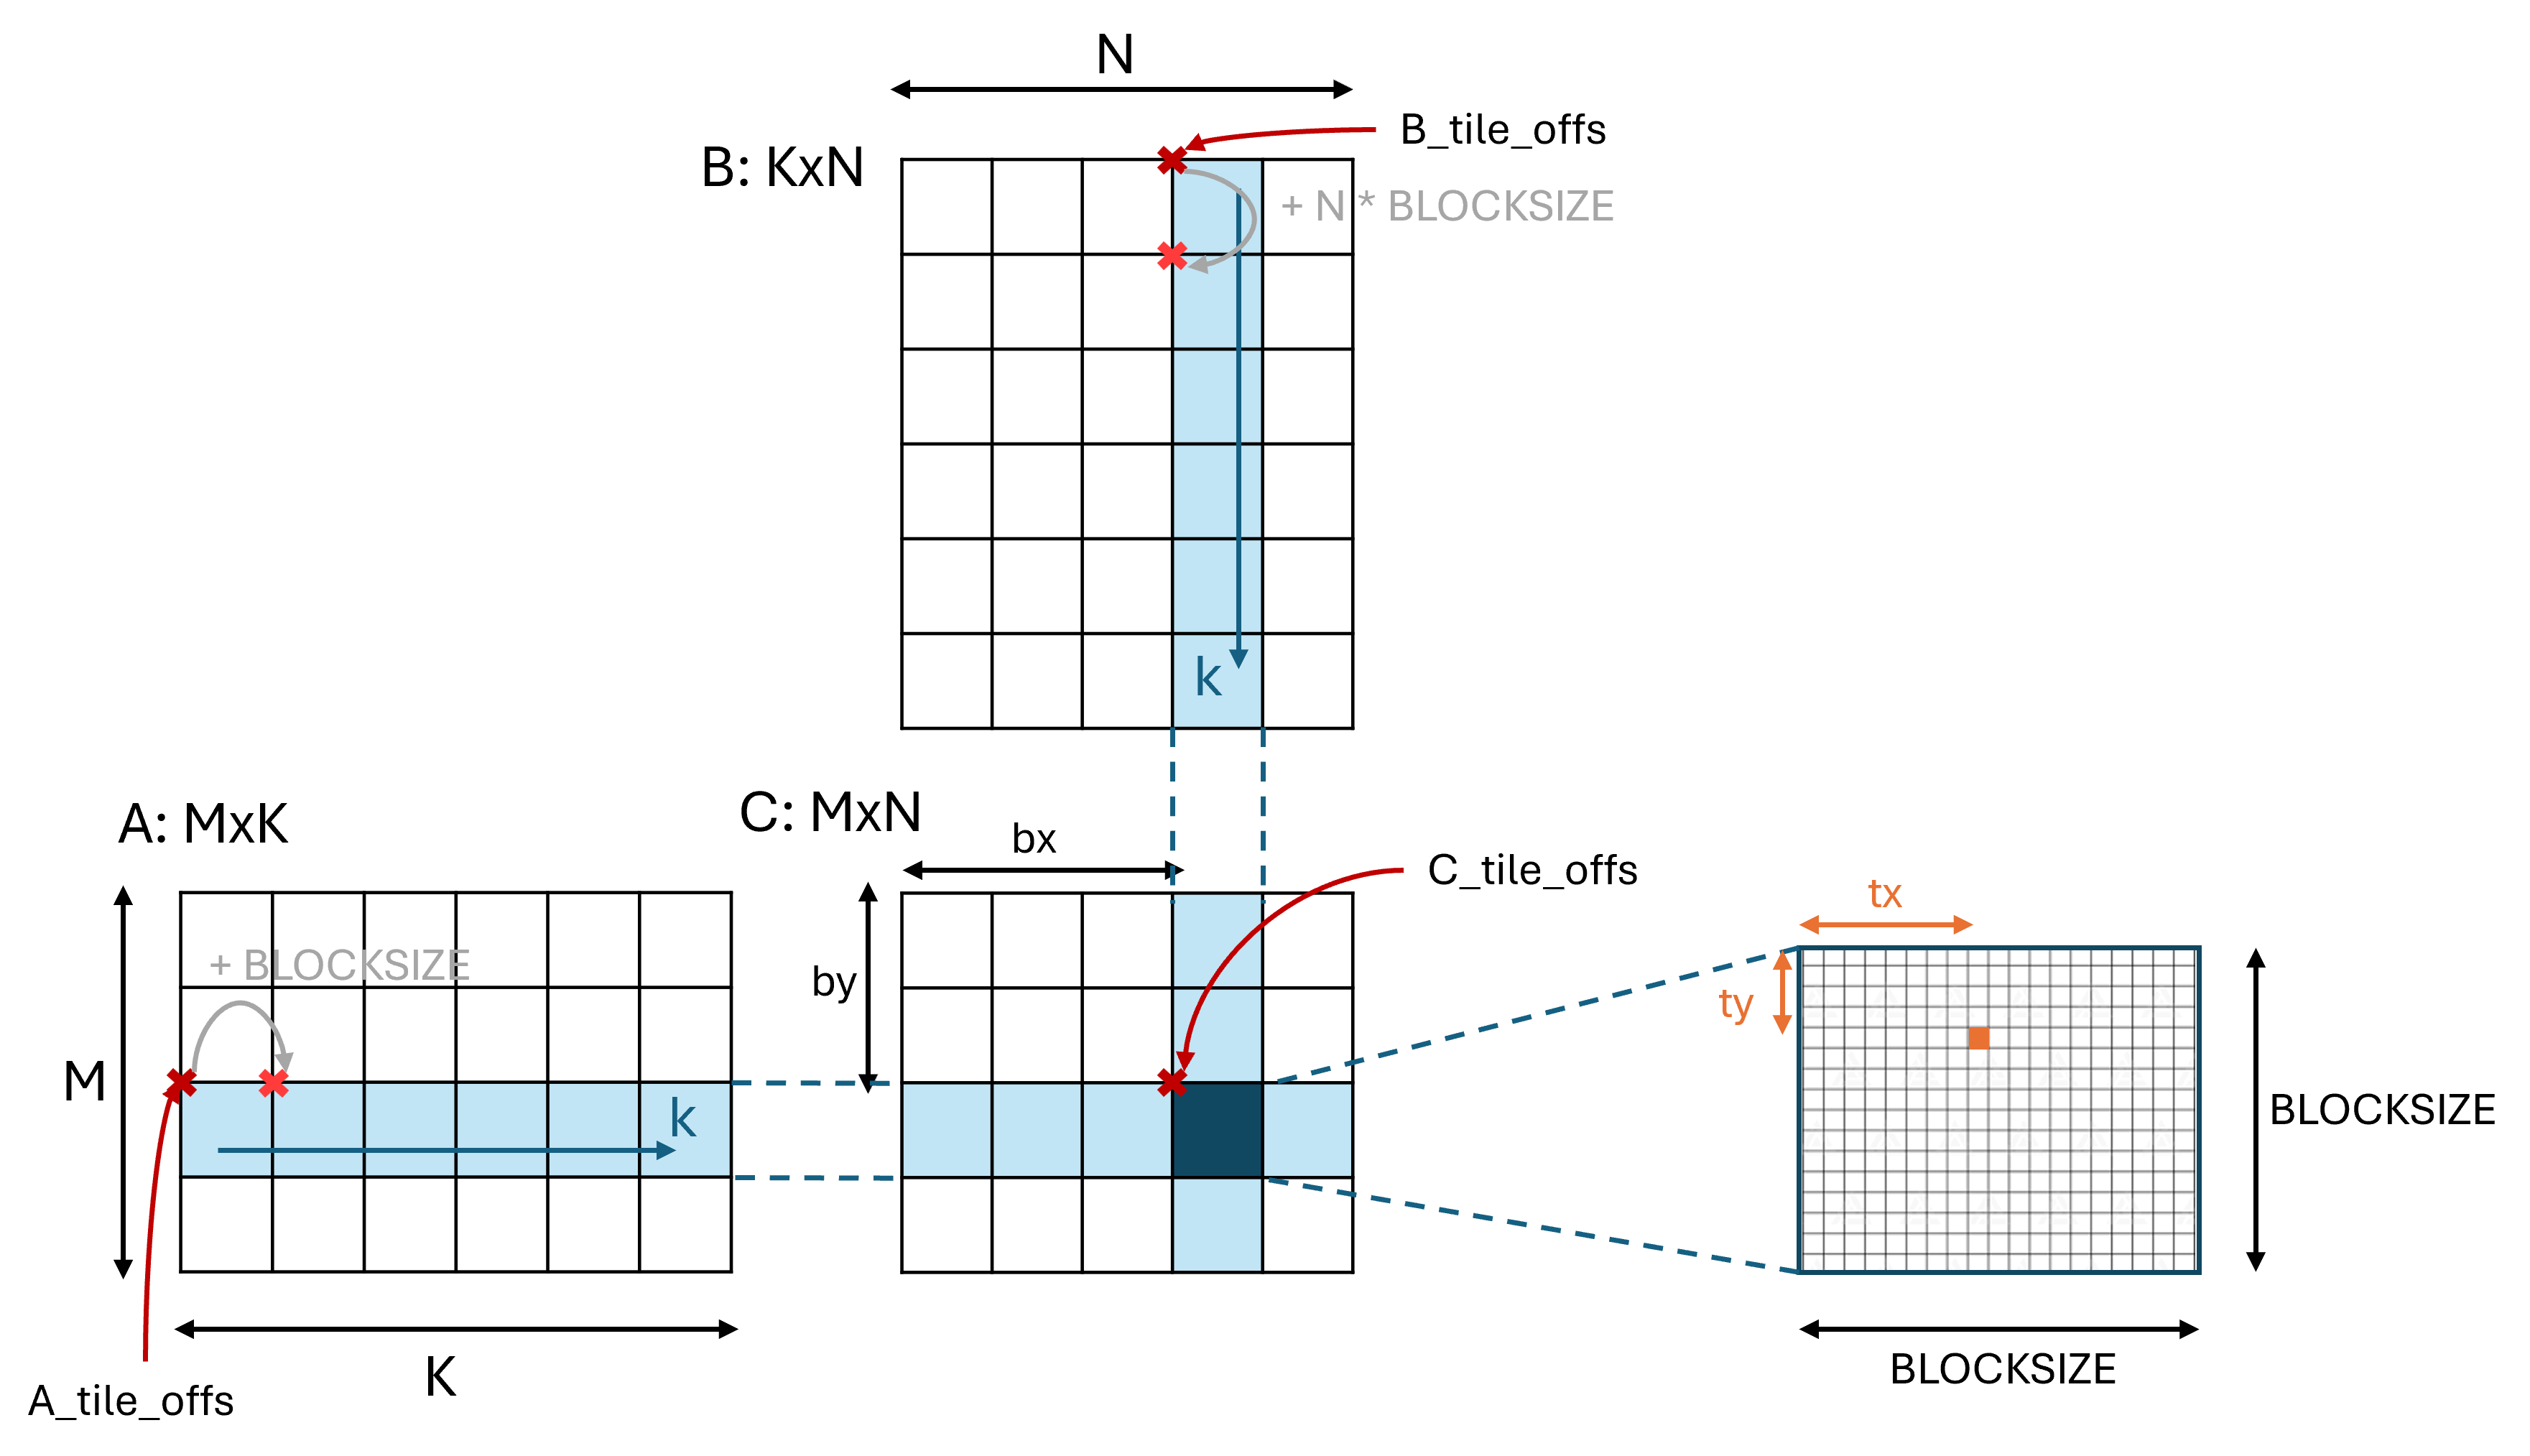 N
B_tile_offs
B: KxN
+ N * BLOCKSIZE
k
A: MxK
C: MxN
bx
C_tile_offs
tx
+ BLOCKSIZE
by
ty
M
k
BLOCKSIZE
K
BLOCKSIZE
A_tile_offs